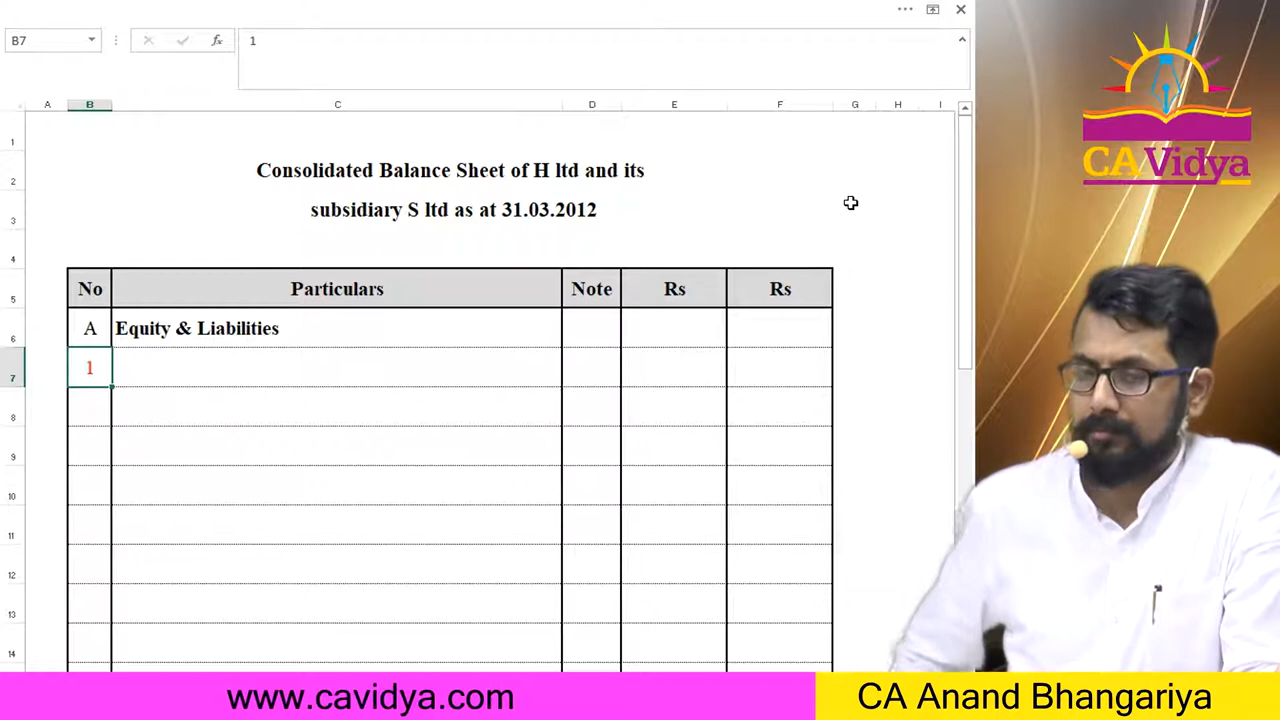 B7
fx
1
A B C D E F G H I
1
Consolidated Balance Sheet of H ltd and its
2
subsidiary S ltd as at 31.03.2012
3
4
No Particulars Note Rs Rs
5
A Equity & Liabilities
6
1
7
8
9
10
11
12
13
14
CA Vidya
www.cavidya.com
CA Anand Bhangariya